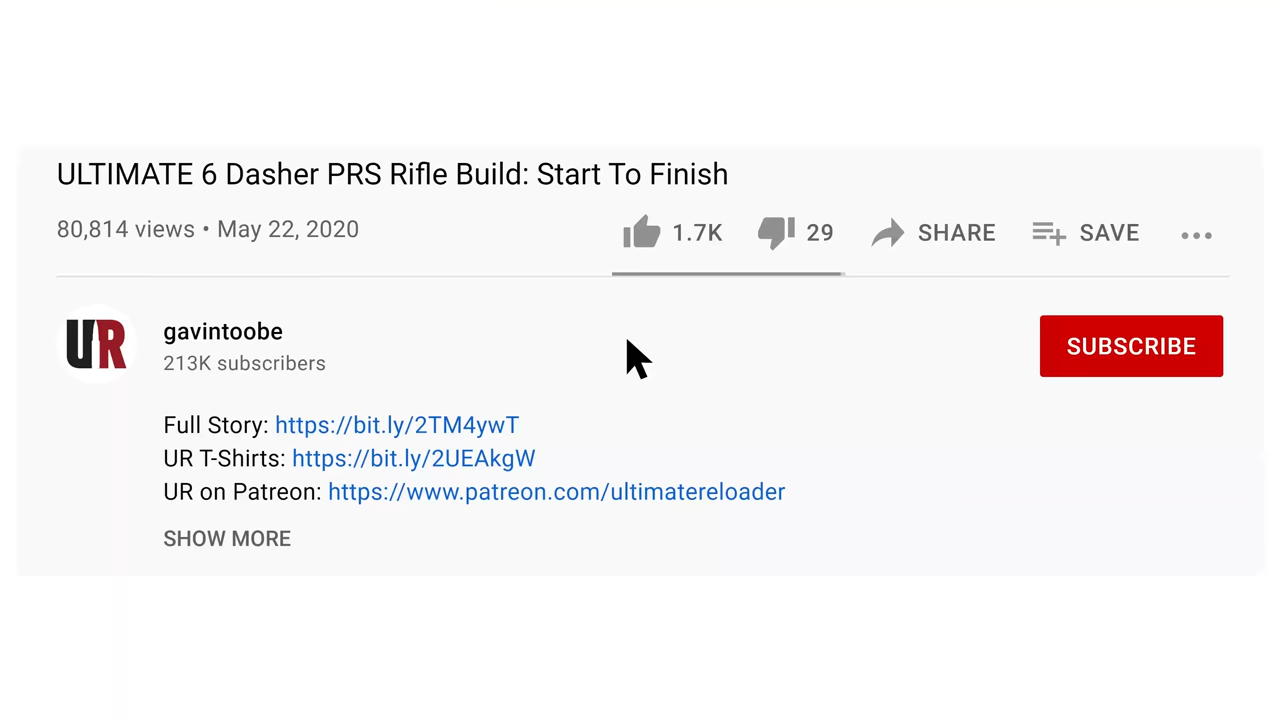 ULTIMATE 6 Dasher PRS Rifle Build: Start To Finish
80,814 views • May 22, 2020
1.7K
29
SHARE
SAVE
UR
gavintoobe
213K subscribers
SUBSCRIBE
Full Story: https://bit.ly/2TM4ywT
UR T-Shirts: https://bit.ly/2UEAkgW
UR on Patreon: https://www.patreon.com/ultimatereloader
SHOW MORE